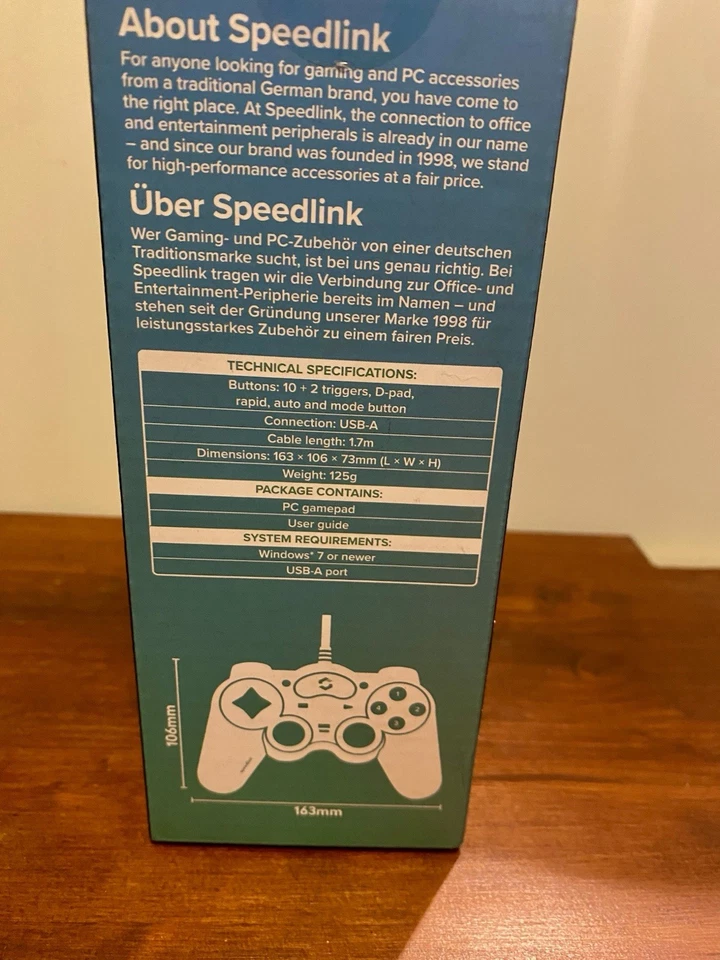 About Speedlink
For anyone looking for gaming and PC accessories
from a traditional German brand, you have come to
the right place. At Speedlink, the connection to office
and entertainment peripherals is already in our name
– and since our brand was founded in 1998, we stand
for high-performance accessories at a fair price.
Über Speedlink
Wer Gaming- und PC-Zubehör von einer deutschen
Traditionsmarke sucht, ist bei uns genau richtig. Bei
Speedlink tragen wir die Verbindung zur Office- und
Entertainment-Peripherie bereits im Namen – und
stehen seit der Gründung unserer Marke 1998 für
leistungsstarkes Zubehör zu einem fairen Preis.
TECHNICAL SPECIFICATIONS:
Buttons: 10 + 2 triggers, D-pad,
rapid, auto and mode button
Connection: USB-A
Cable length: 1.7m
Dimensions: 163 × 106 × 73mm (L × W × H)
Weight: 125g
PACKAGE CONTAINS:
PC gamepad
User guide
SYSTEM REQUIREMENTS:
Windows® 7 or newer
USB-A port
1
4 2
3
106mm
163mm